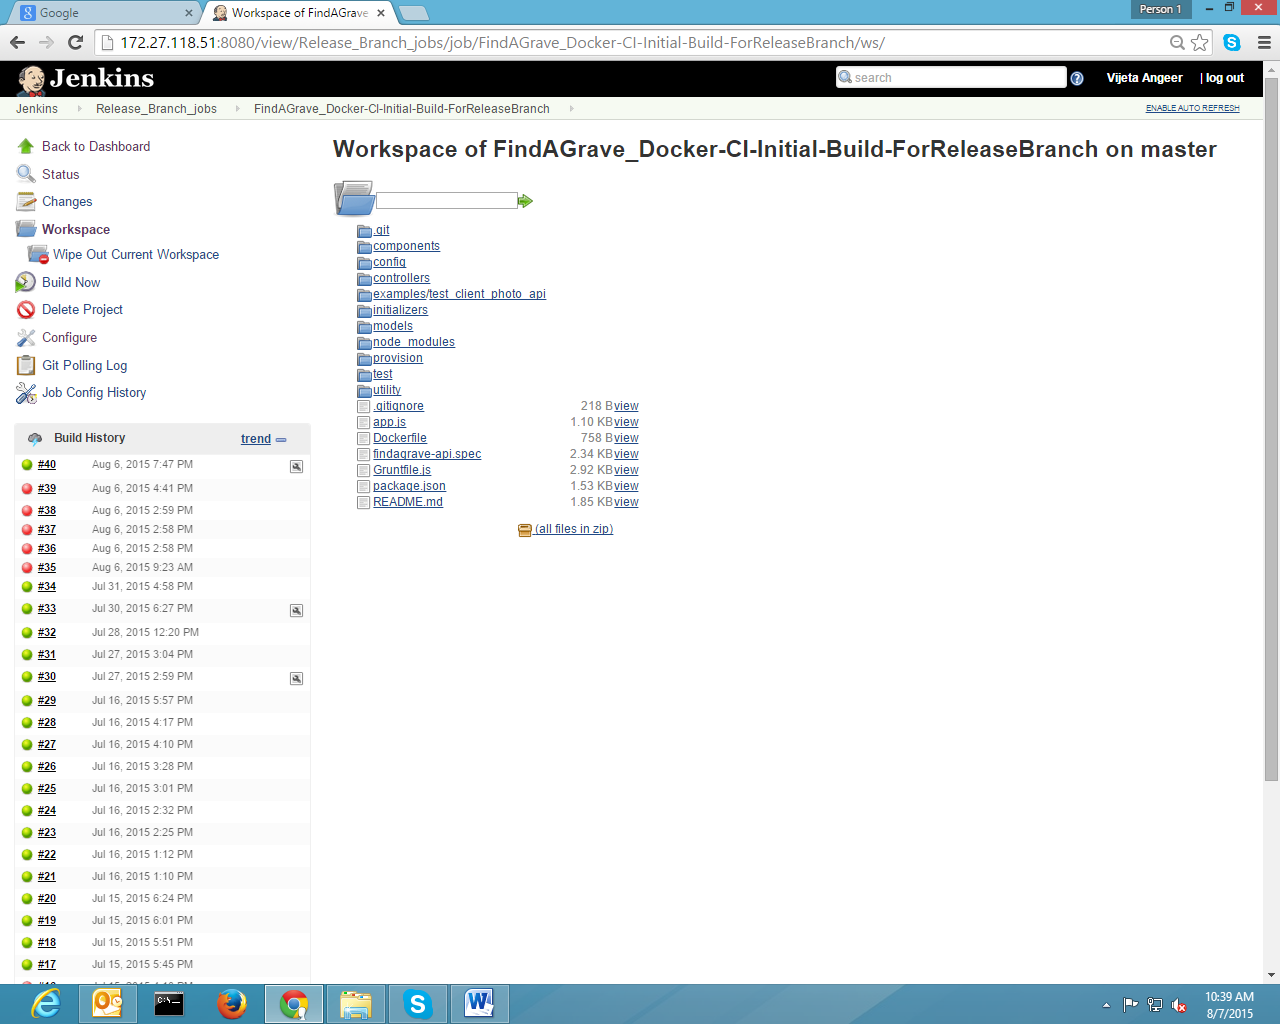 Google
Workspace of FindAGrave
Person 1
172.27.118.51:8080/view/Release_Branch_jobs/job/FindAGrave_Docker-CI-Initial-Build-ForReleaseBranch/ws/
Jenkins
search
Vijeta Angeer
| log out
Jenkins
Release_Branch_jobs
FindAGrave_Docker-CI-Initial-Build-ForReleaseBranch
ENABLE AUTO REFRESH
Back to Dashboard
Status
Changes
Workspace
Wipe Out Current Workspace
Build Now
Delete Project
Configure
Git Polling Log
Job Config History
Build History trend
#40 Aug 6, 2015 7:47 PM
#39 Aug 6, 2015 4:41 PM
#38 Aug 6, 2015 2:59 PM
#37 Aug 6, 2015 2:58 PM
#36 Aug 6, 2015 2:58 PM
#35 Aug 6, 2015 9:23 AM
#34 Jul 31, 2015 4:58 PM
#33 Jul 30, 2015 6:27 PM
#32 Jul 28, 2015 12:20 PM
#31 Jul 27, 2015 3:04 PM
#30 Jul 27, 2015 2:59 PM
#29 Jul 16, 2015 5:57 PM
#28 Jul 16, 2015 4:17 PM
#27 Jul 16, 2015 4:10 PM
#26 Jul 16, 2015 3:28 PM
#25 Jul 16, 2015 3:01 PM
#24 Jul 16, 2015 2:32 PM
#23 Jul 16, 2015 2:25 PM
#22 Jul 16, 2015 1:12 PM
#21 Jul 16, 2015 1:10 PM
#20 Jul 15, 2015 6:24 PM
#19 Jul 15, 2015 6:01 PM
#18 Jul 15, 2015 5:51 PM
#17 Jul 15, 2015 5:45 PM
Workspace of FindAGrave_Docker-CI-Initial-Build-ForReleaseBranch on master
.git
components
config
controllers
examples/test_client_photo_api
initializers
models
node_modules
provision
test
utility
.gitignore 218 B view
app.js 1.10 KB view
Dockerfile 758 B view
findagrave-api.spec 2.34 KB view
Gruntfile.js 2.92 KB view
package.json 1.53 KB view
README.md 1.85 KB view
(all files in zip)
10:39 AM
8/7/2015